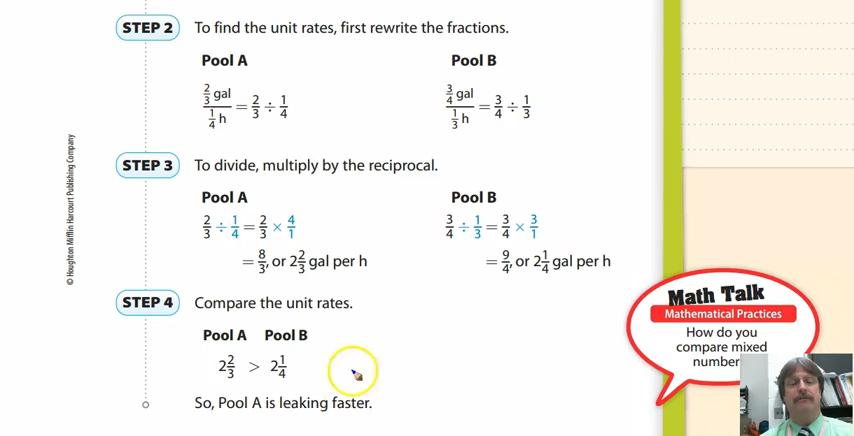 STEP 2 To find the unit rates, first rewrite the fractions.
Pool A Pool B
2/3 gal / 1/4 h = 2/3 ÷ 1/4 3/4 gal / 1/3 h = 3/4 ÷ 1/3
STEP 3 To divide, multiply by the reciprocal.
Pool A Pool B
2/3 ÷ 1/4 = 2/3 × 4/1 3/4 ÷ 1/3 = 3/4 × 3/1
= 8/3, or 2 2/3 gal per h = 9/4, or 2 1/4 gal per h
STEP 4 Compare the unit rates.
Pool A Pool B
2 2/3 > 2 1/4
So, Pool A is leaking faster.
© Houghton Mifflin Harcourt Publishing Company
Math Talk
Mathematical Practices
How do you
compare mixed